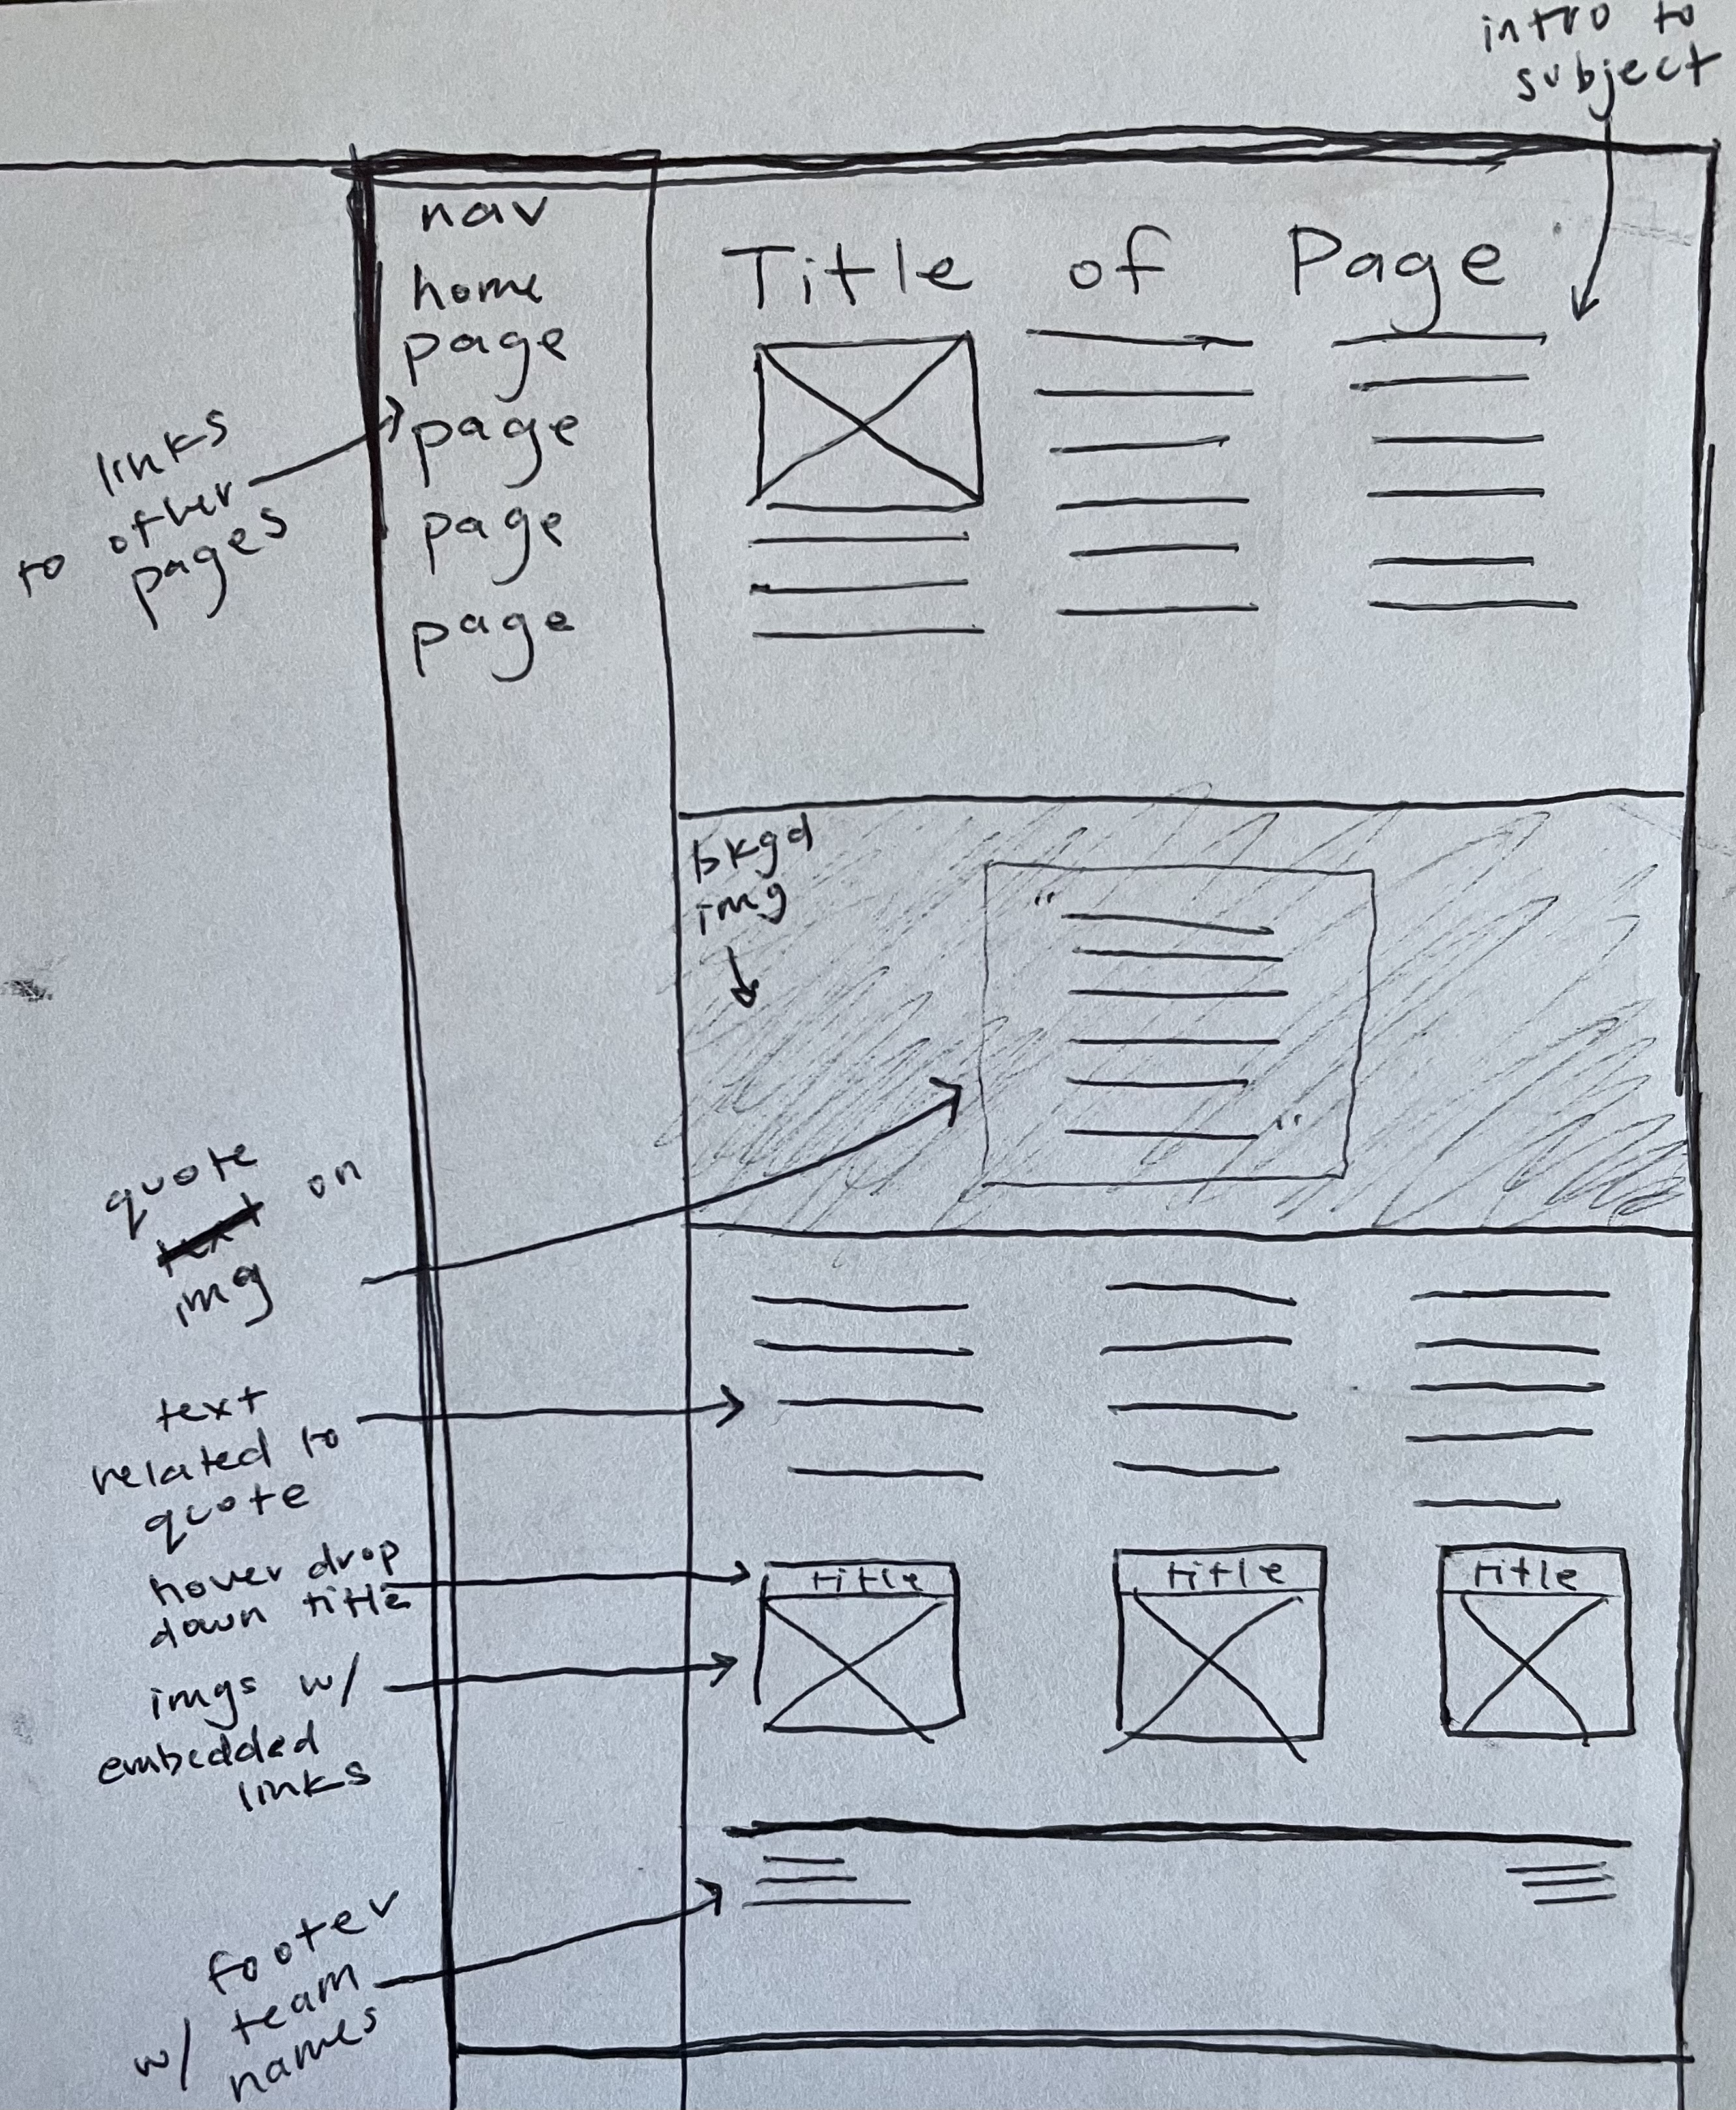 intro to
subject
nav
home
page
page
page
page
Title of Page
links
to other
pages
bkgd
img
"
"
quote on
img
text
related to
quote
hover drop
down title
title
title
title
imgs w/
embedded
links
footer
w/ team
names